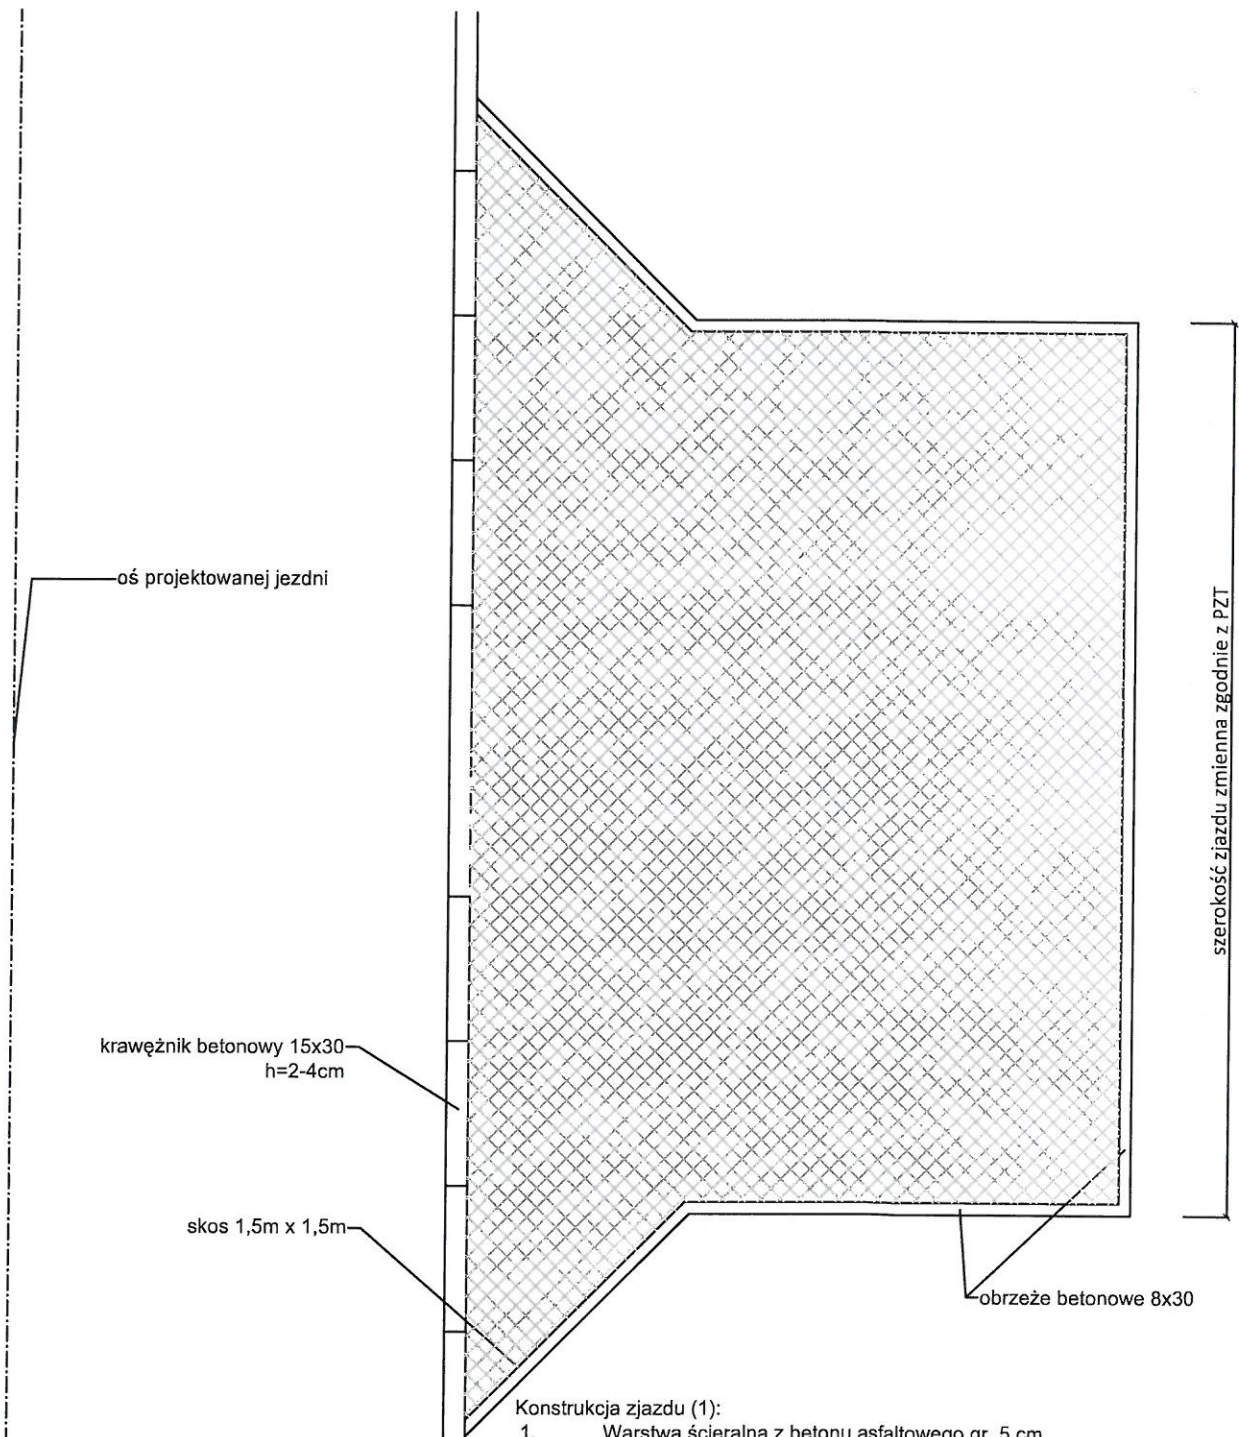 oś projektowanej jezdni
szerokość zjazdu zmienna zgodnie z PZT
krawężnik betonowy 15x30
h=2-4cm
skos 1,5m x 1,5m
obrzeże betonowe 8x30
Konstrukcja zjazdu (1):
1. Warstwa ścieralna z betonu asfaltowego gr. 5 cm